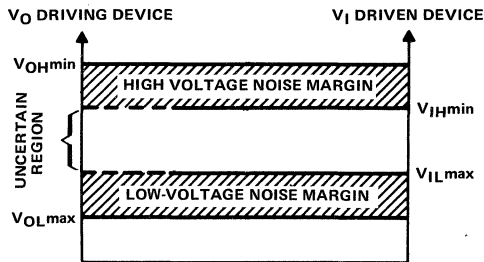 VO DRIVING DEVICE
VI DRIVEN DEVICE
VOHmin
HIGH VOLTAGE NOISE MARGIN
VIHmin
UNCERTAIN
REGION
VILmax
LOW-VOLTAGE NOISE MARGIN
VOLmax